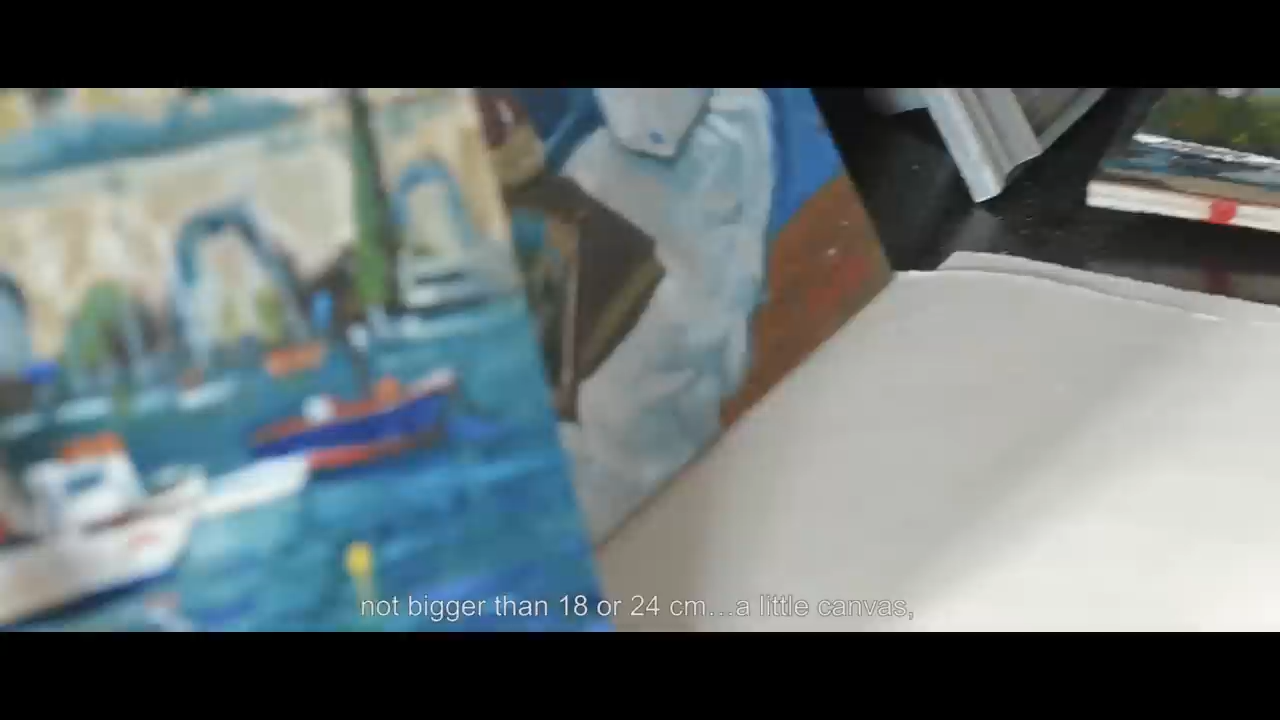 not bigger than 18 or 24 cm…a little canvas,